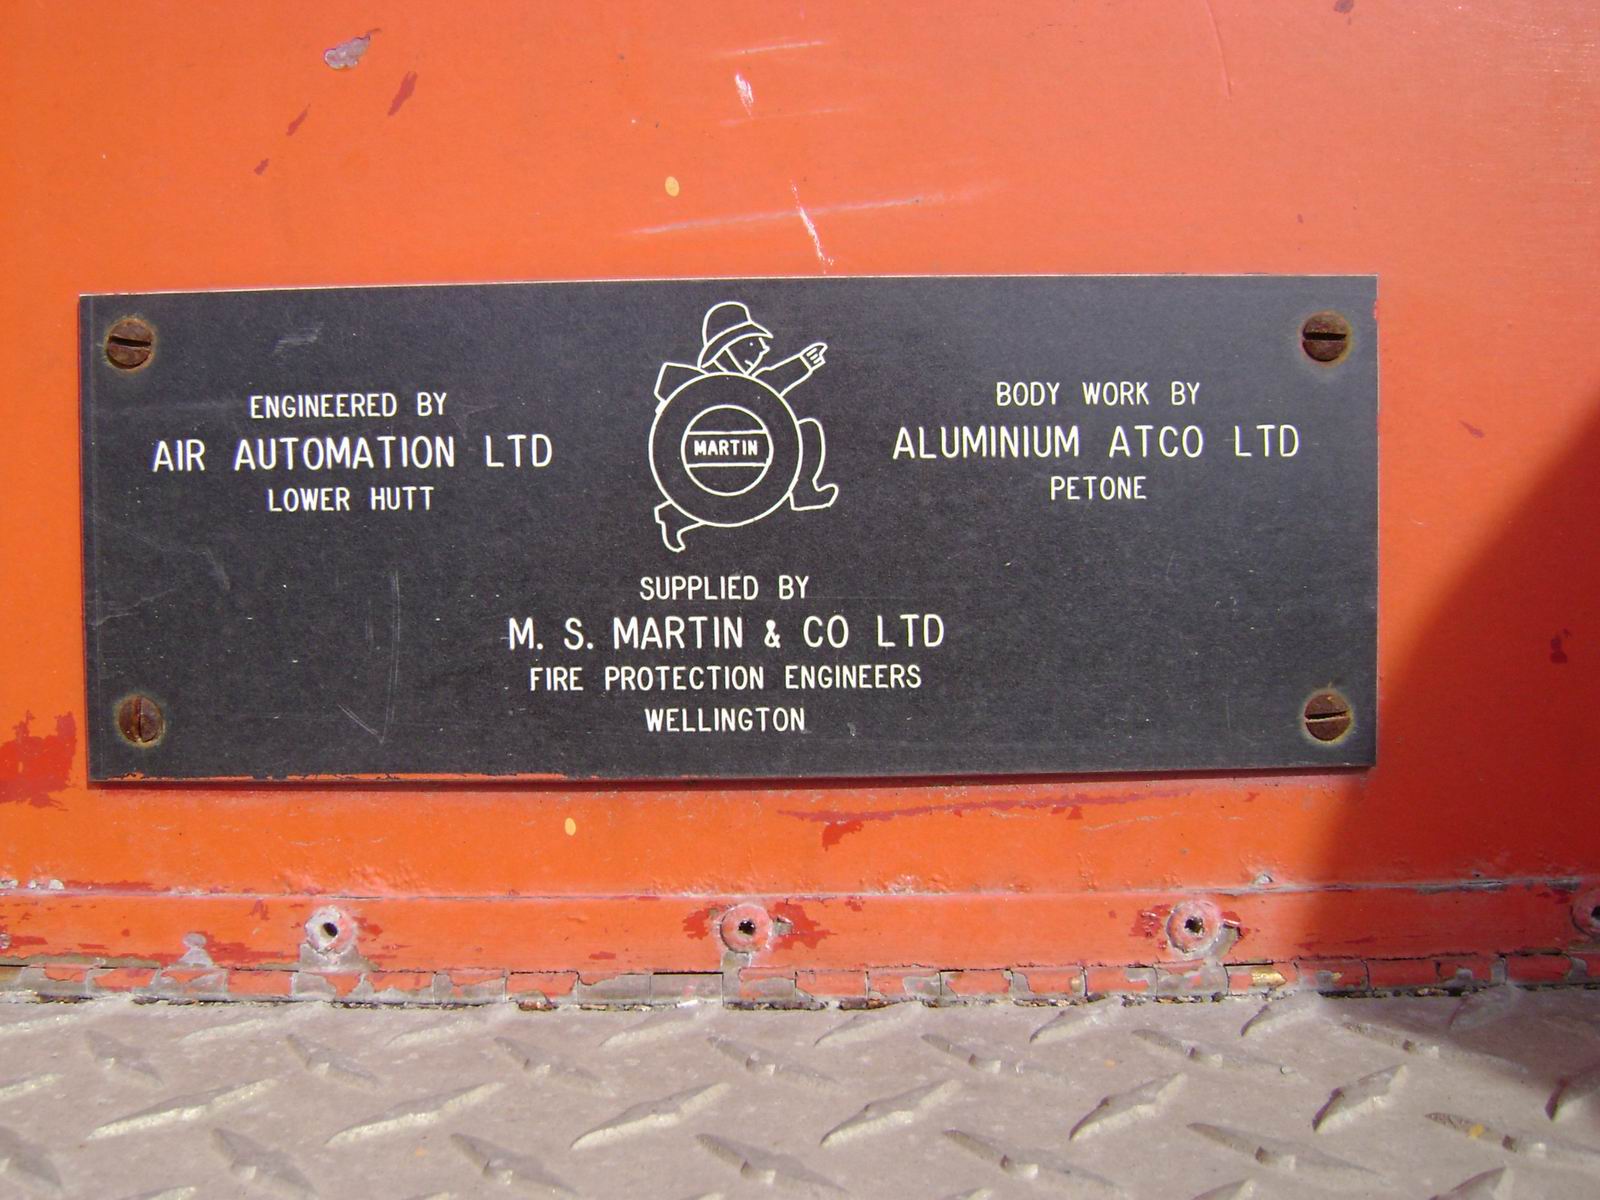 ENGINEERED BY
AIR AUTOMATION LTD
LOWER HUTT
MARTIN
BODY WORK BY
ALUMINIUM ATCO LTD
PETONE
SUPPLIED BY
M. S. MARTIN & CO LTD
FIRE PROTECTION ENGINEERS
WELLINGTON